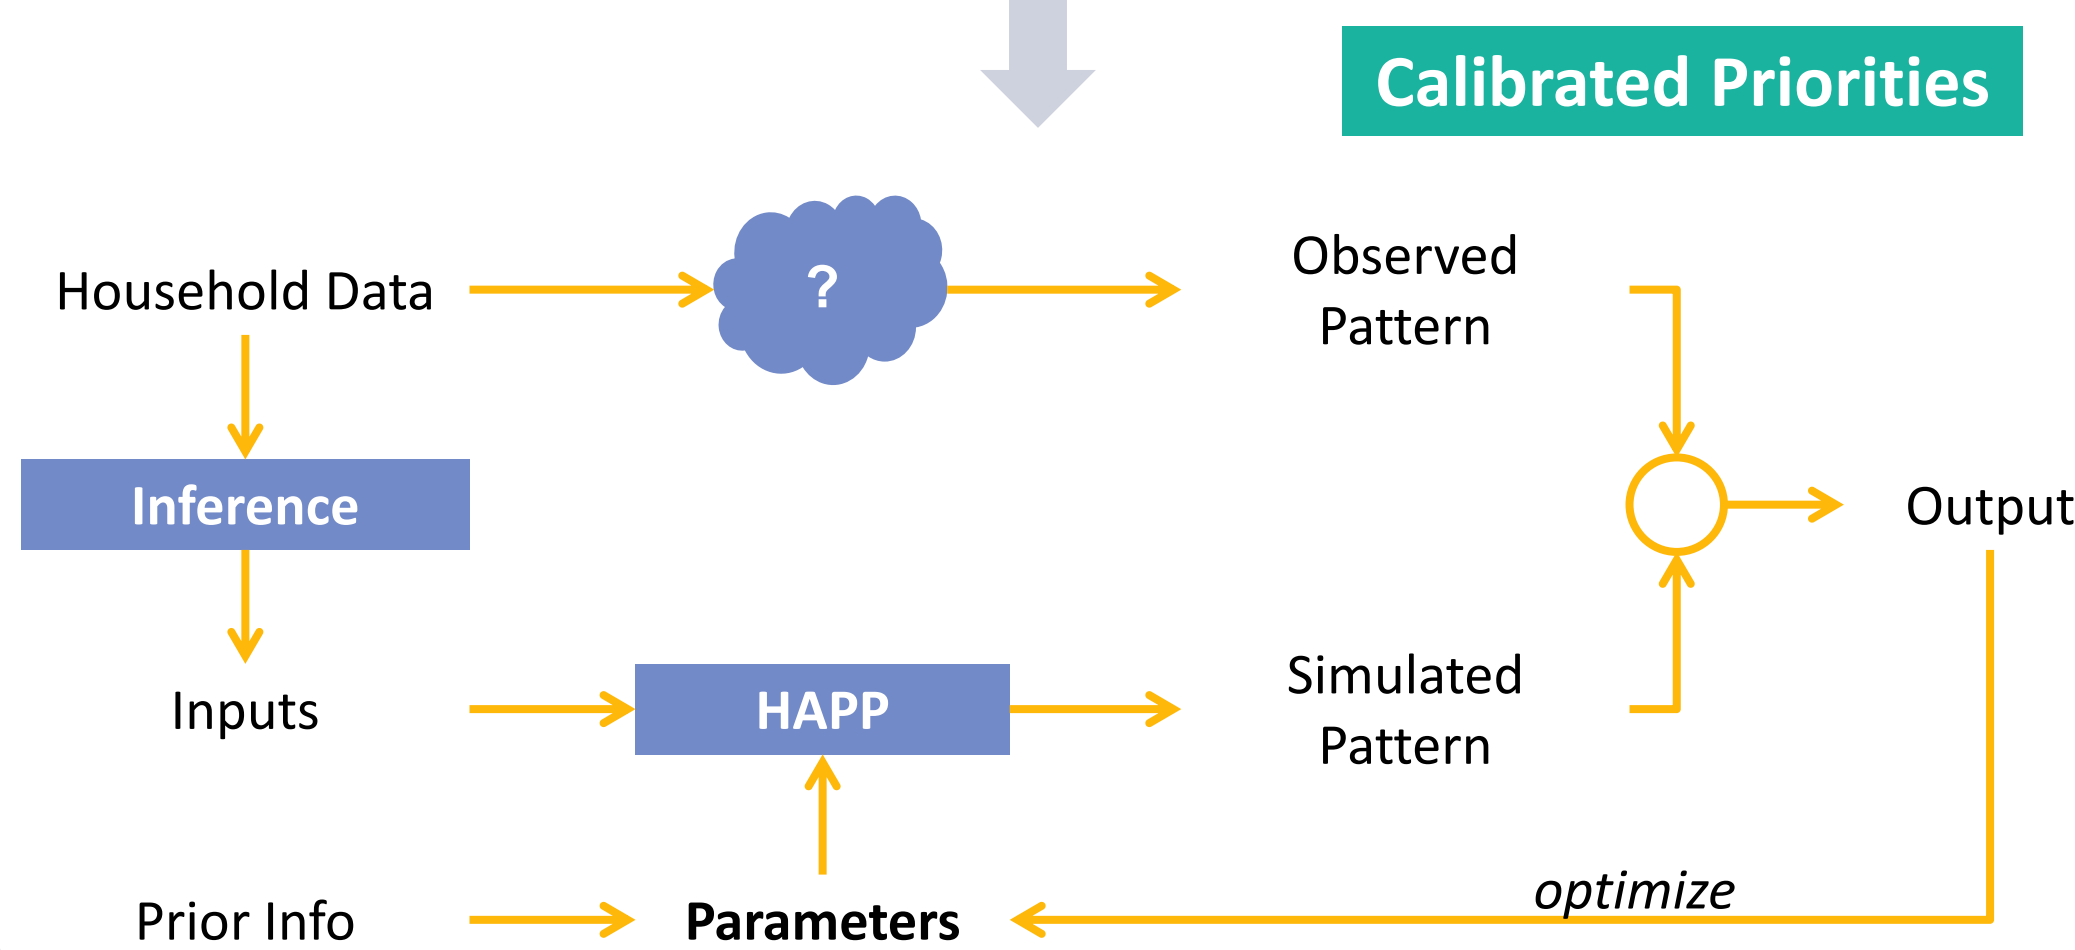 Calibrated Priorities
Household Data
?
Observed
Pattern
Inference
Output
Inputs
HAPP
Simulated
Pattern
optimize
Prior Info
Parameters